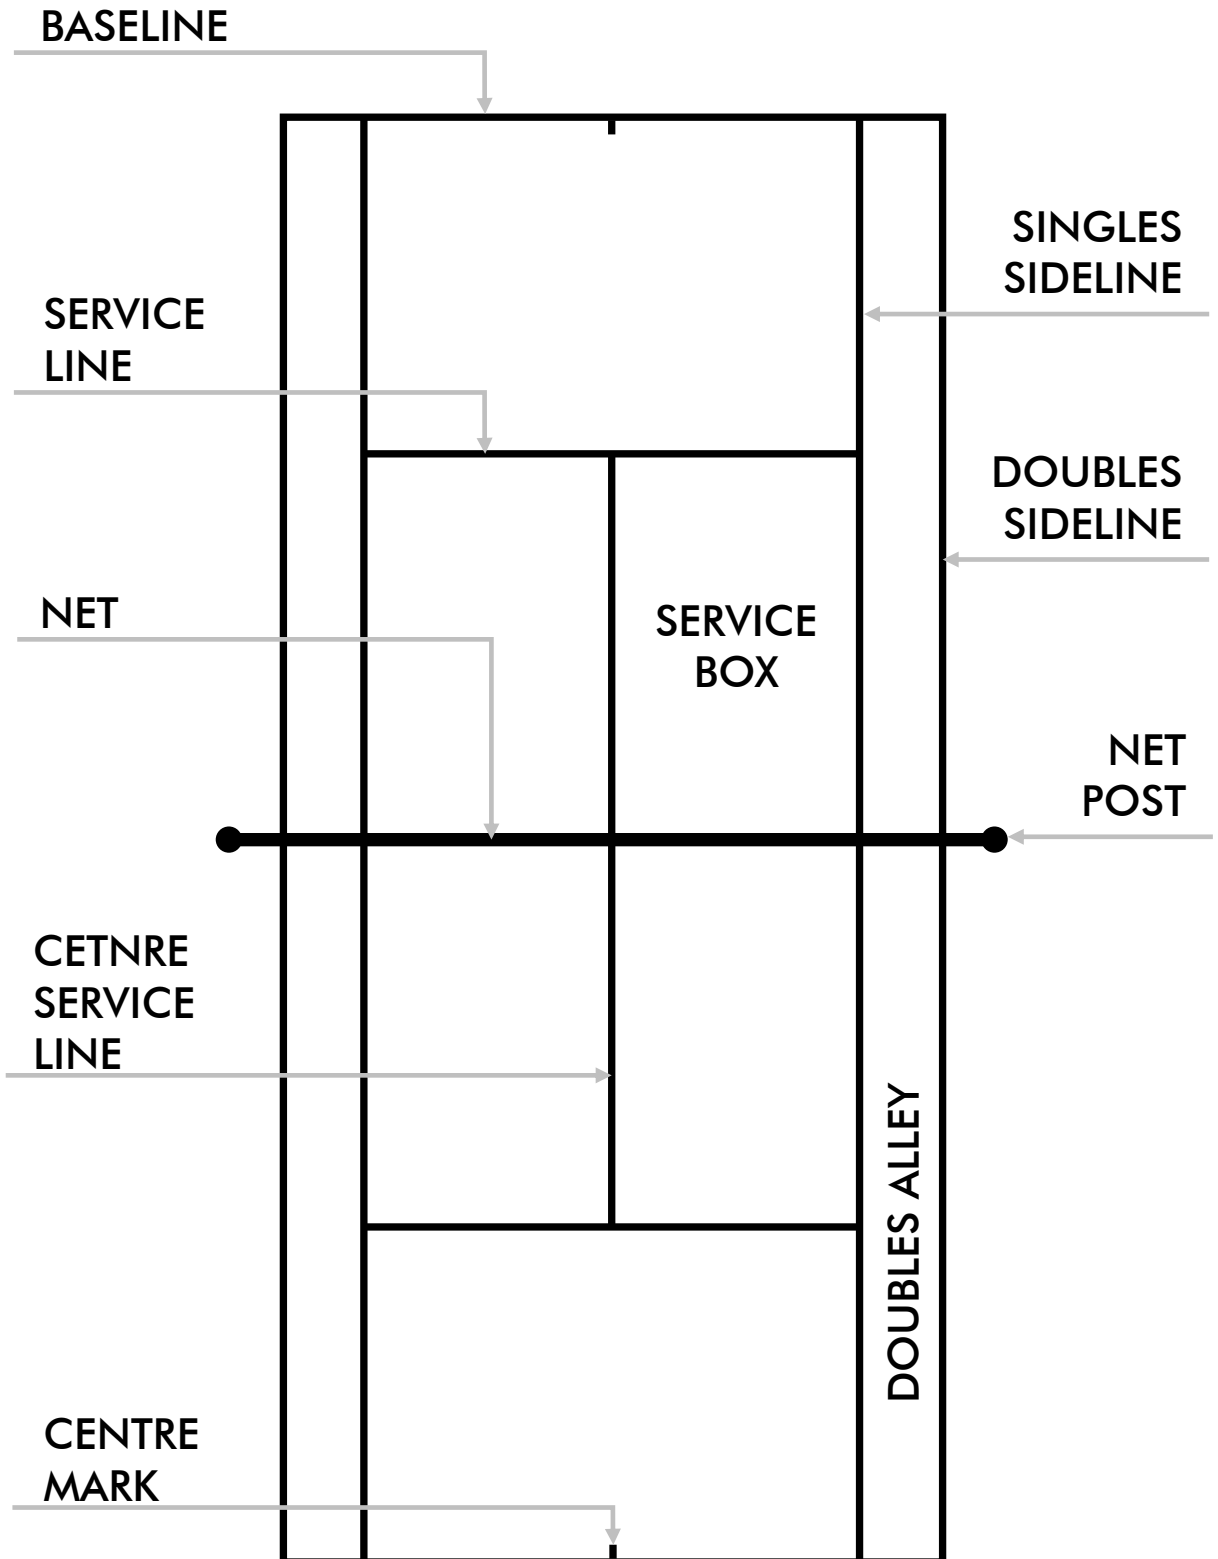 BASELINE
SINGLES
SIDELINE
SERVICE
LINE
DOUBLES
SIDELINE
NET
SERVICE
BOX
NET
POST
CETNRE
SERVICE
LINE
DOUBLES ALLEY
CENTRE
MARK